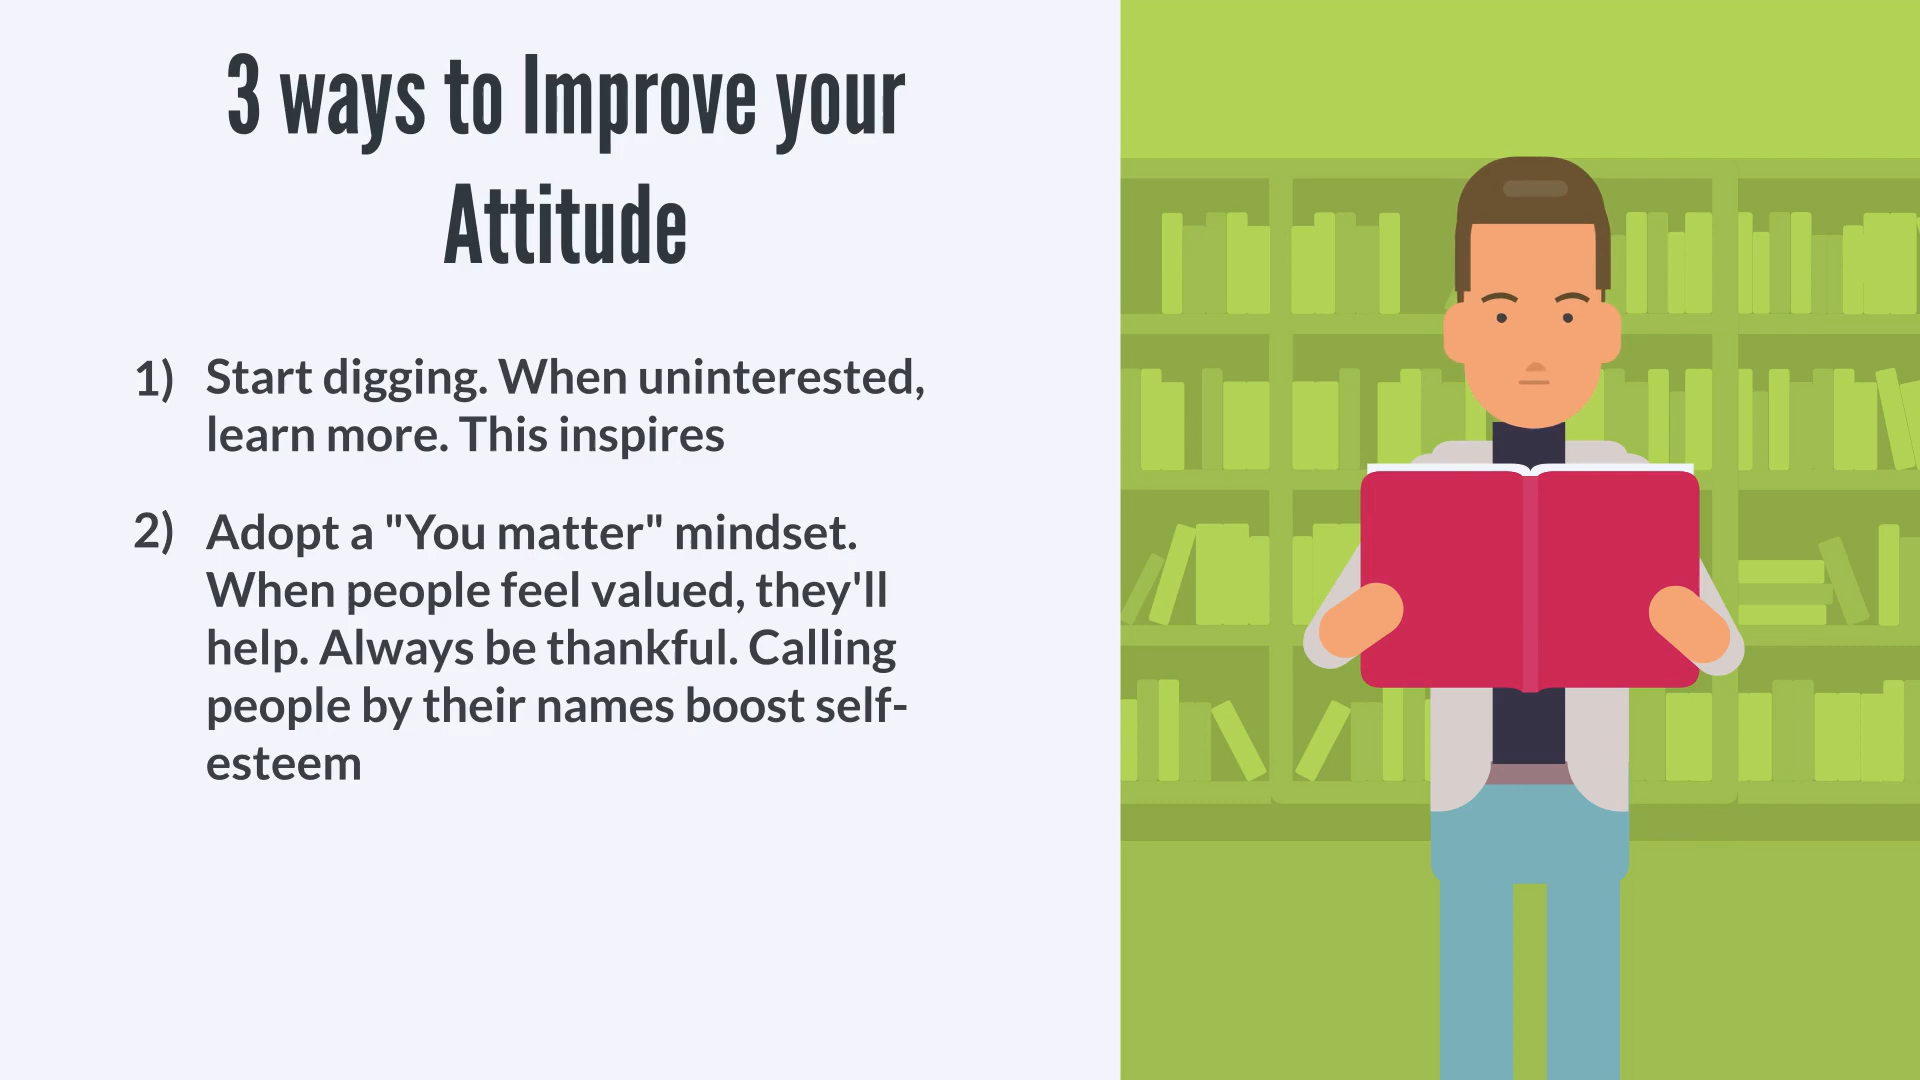 3 ways to Improve your
Attitude
1) Start digging. When uninterested,
learn more. This inspires
2) Adopt a "You matter" mindset.
When people feel valued, they'll
help. Always be thankful. Calling
people by their names boost self-
esteem